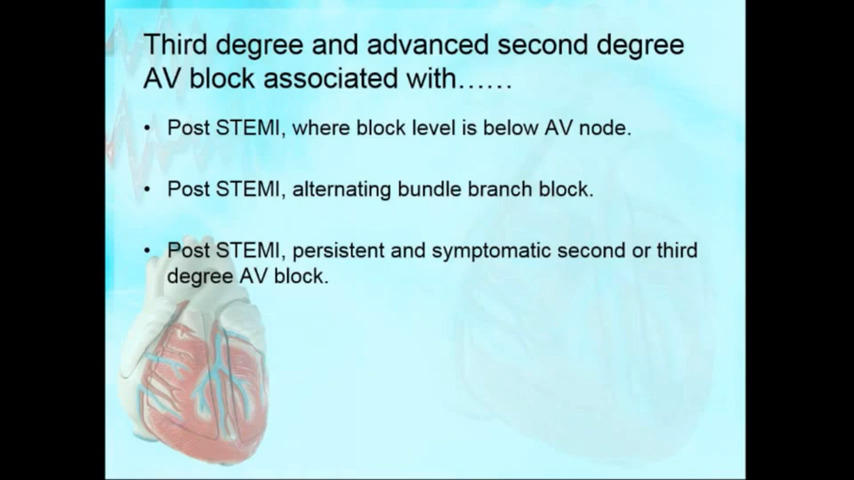 Third degree and advanced second degree
AV block associated with……
• Post STEMI, where block level is below AV node.
• Post STEMI, alternating bundle branch block.
• Post STEMI, persistent and symptomatic second or third
degree AV block.